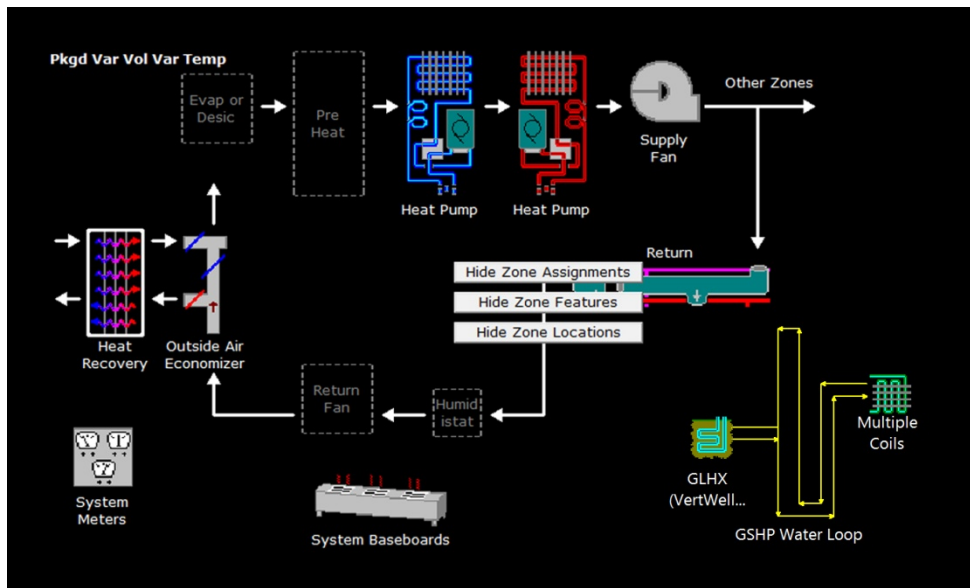 Pkgd Var Vol Var Temp
Evap or
Desic
Pre
Heat
Heat Pump
Heat Pump
Supply
Fan
Other Zones
Return
Hide Zone Assignments
Hide Zone Features
Hide Zone Locations
Heat
Recovery
Outside Air
Economizer
Return
Fan
Humid
istat
System
Meters
System Baseboards
GLHX
(VertWell...
Multiple
Coils
GSHP Water Loop